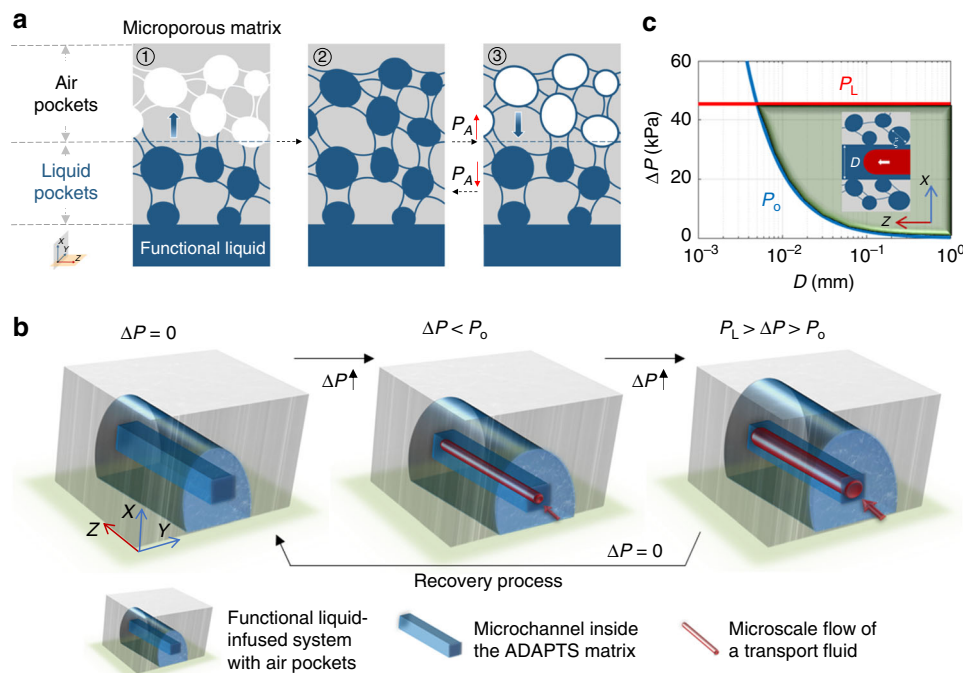 a
Microporous matrix
Air
pockets
Liquid
pockets
X
Y
Z
①
②
③
Functional liquid
P_A
P_A
c
ΔP (kPa)
60
40
20
0
P_L
P_o
D
X
Z
10⁻³
10⁻²
10⁻¹
10⁰
D (mm)
b
ΔP = 0
ΔP < P_o
P_L > ΔP > P_o
ΔP↑
ΔP↑
X
Y
Z
ΔP = 0
Recovery process
Functional liquid-
infused system
with air pockets
Microchannel inside
the ADAPTS matrix
Microscale flow of
a transport fluid